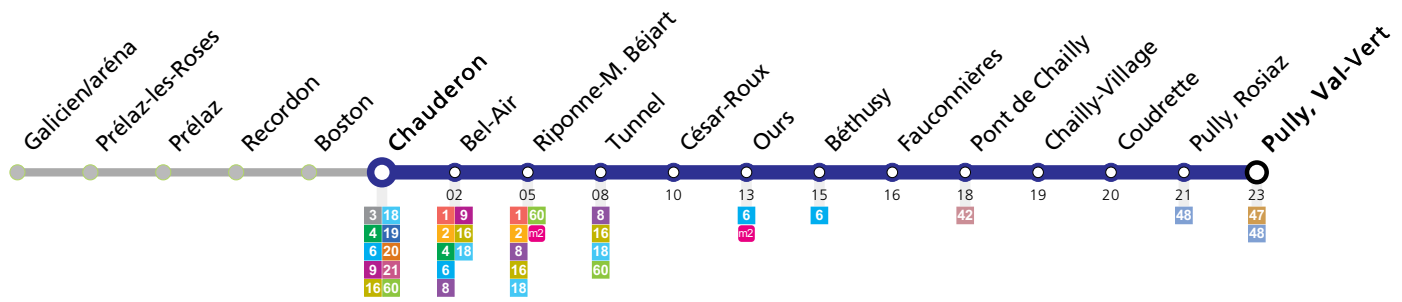 Galicien/aréna
Prélaz-les-Roses
Prélaz
Recordon
Boston
Chauderon
Bel-Air
Riponne-M. Béjart
Tunnel
César-Roux
Ours
Béthusy
Fauconnières
Pont de Chailly
Chailly-Village
Coudrette
Pully, Rosiaz
Pully, Val-Vert
02 05 08 10 13 15 16 18 19 20 21 23
3 18 1 9 1 60 8 6 6 42 48 47
4 19 2 16 2 m2 16 m2 48
6 20 4 18 8 18
9 21 6 16 60
16 60 8 18